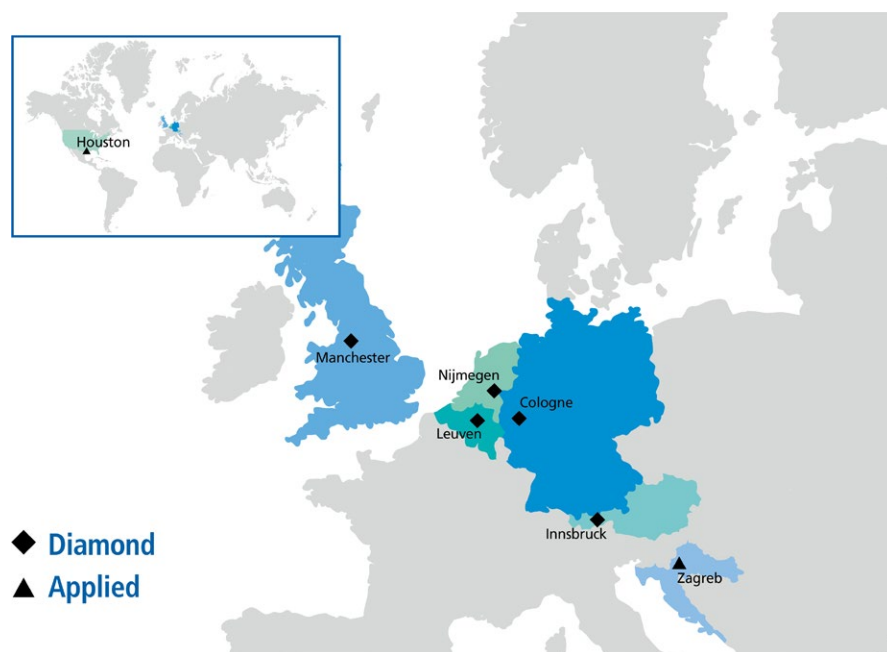 Houston
Manchester
Nijmegen
Cologne
Leuven
Innsbruck
Zagreb
Diamond
Applied